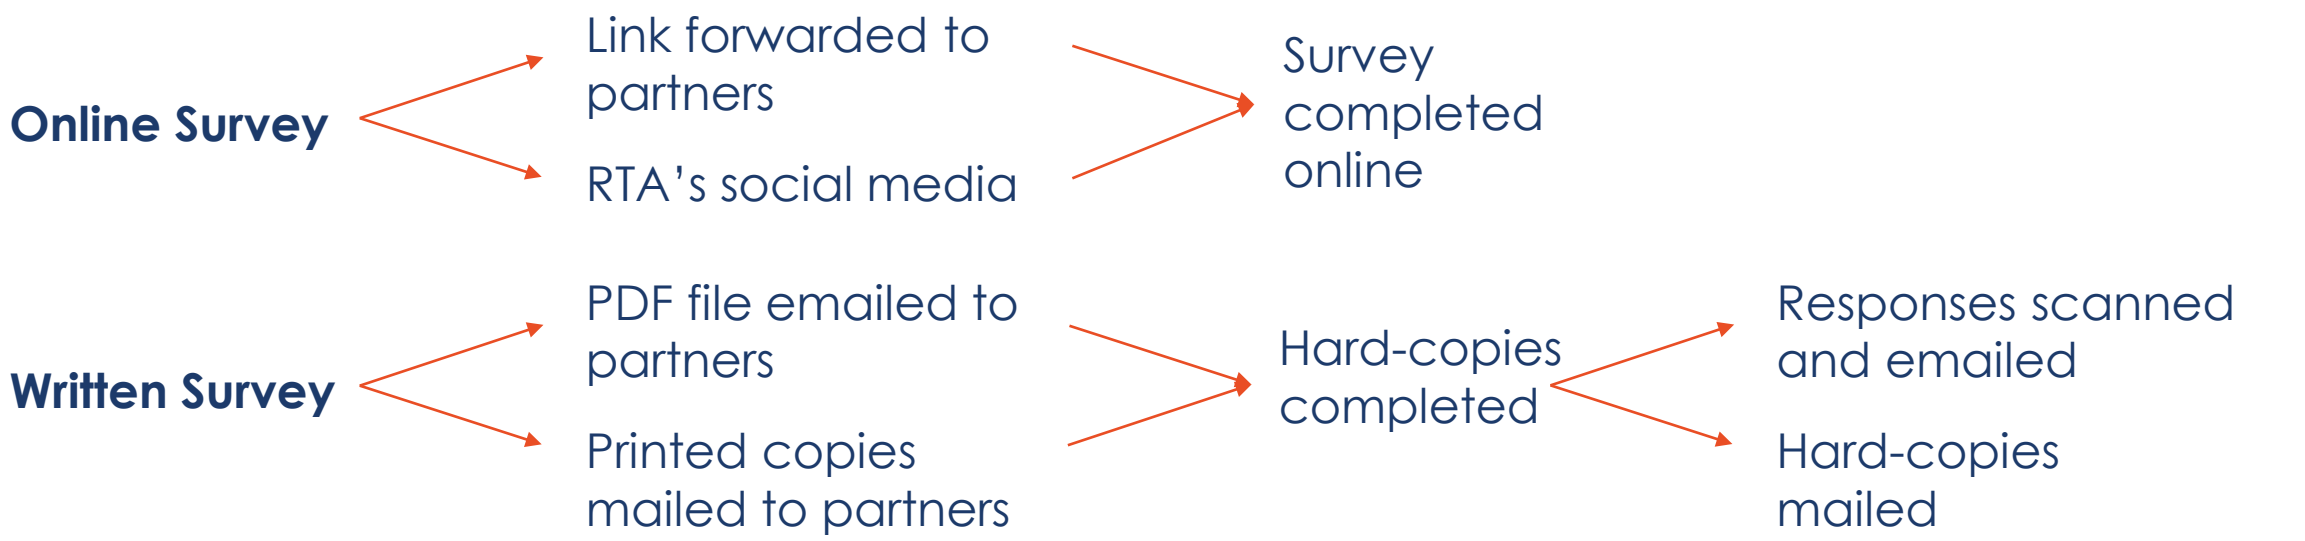 Online Survey
Link forwarded to
partners
RTA’s social media
Survey
completed
online
Written Survey
PDF file emailed to
partners
Printed copies
mailed to partners
Hard-copies
completed
Responses scanned
and emailed
Hard-copies
mailed